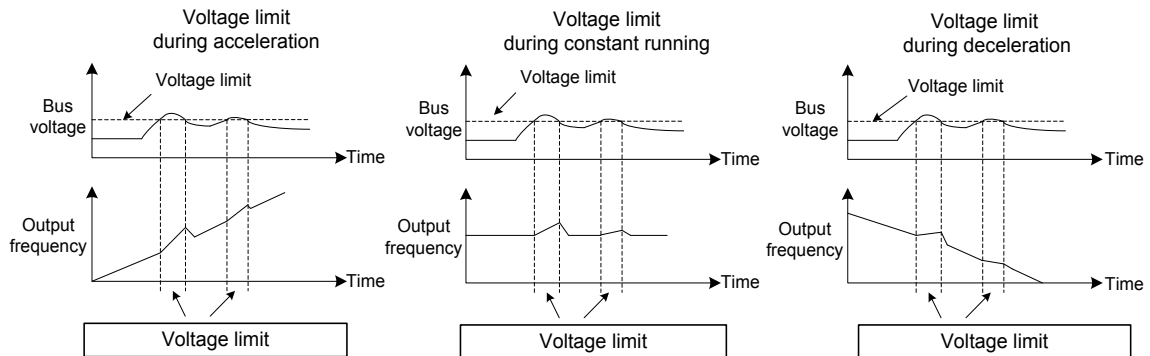 Voltage limit
during acceleration
Voltage limit
Bus
voltage
Time
Output
frequency
Time
Voltage limit
Voltage limit
during constant running
Voltage limit
Bus
voltage
Time
Output
frequency
Time
Voltage limit
Voltage limit
during deceleration
Voltage limit
Bus
voltage
Time
Output
frequency
Time
Voltage limit